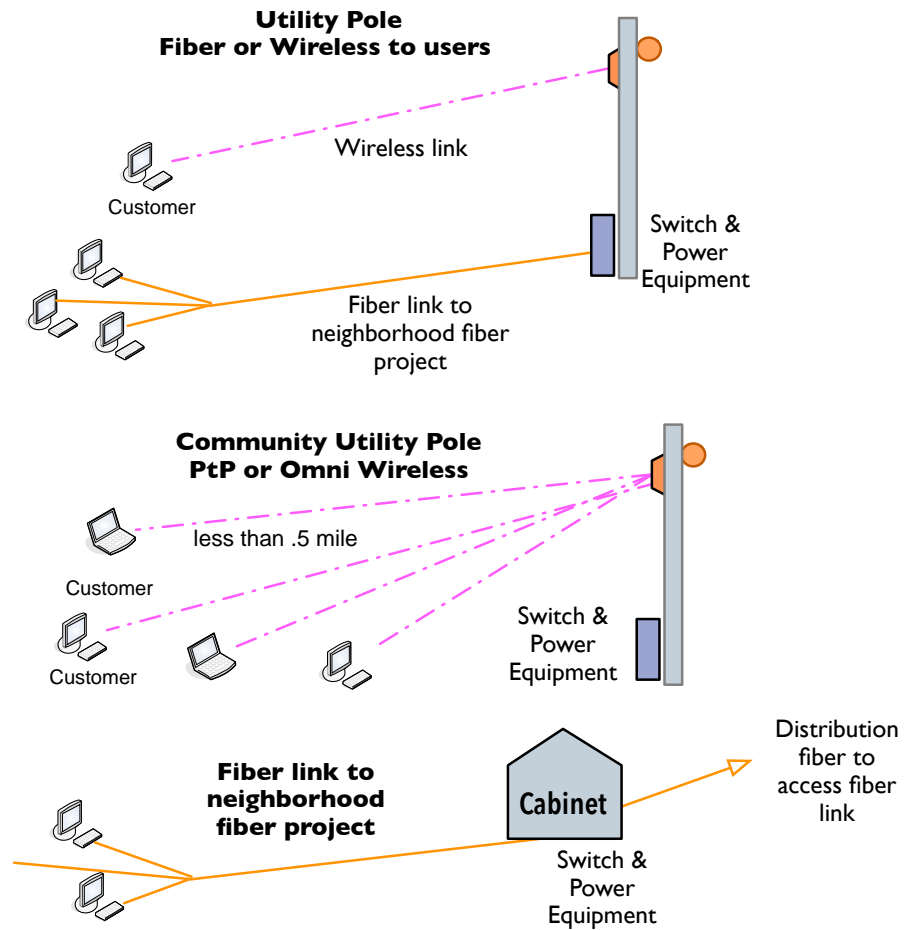 Utility Pole
Fiber or Wireless to users
Wireless link
Customer
Switch &
Power
Equipment
Fiber link to
neighborhood fiber
project
Community Utility Pole
PtP or Omni Wireless
less than .5 mile
Customer
Customer
Switch &
Power
Equipment
Distribution
fiber to
access fiber
link
Fiber link to
neighborhood
fiber project
Cabinet
Switch &
Power
Equipment